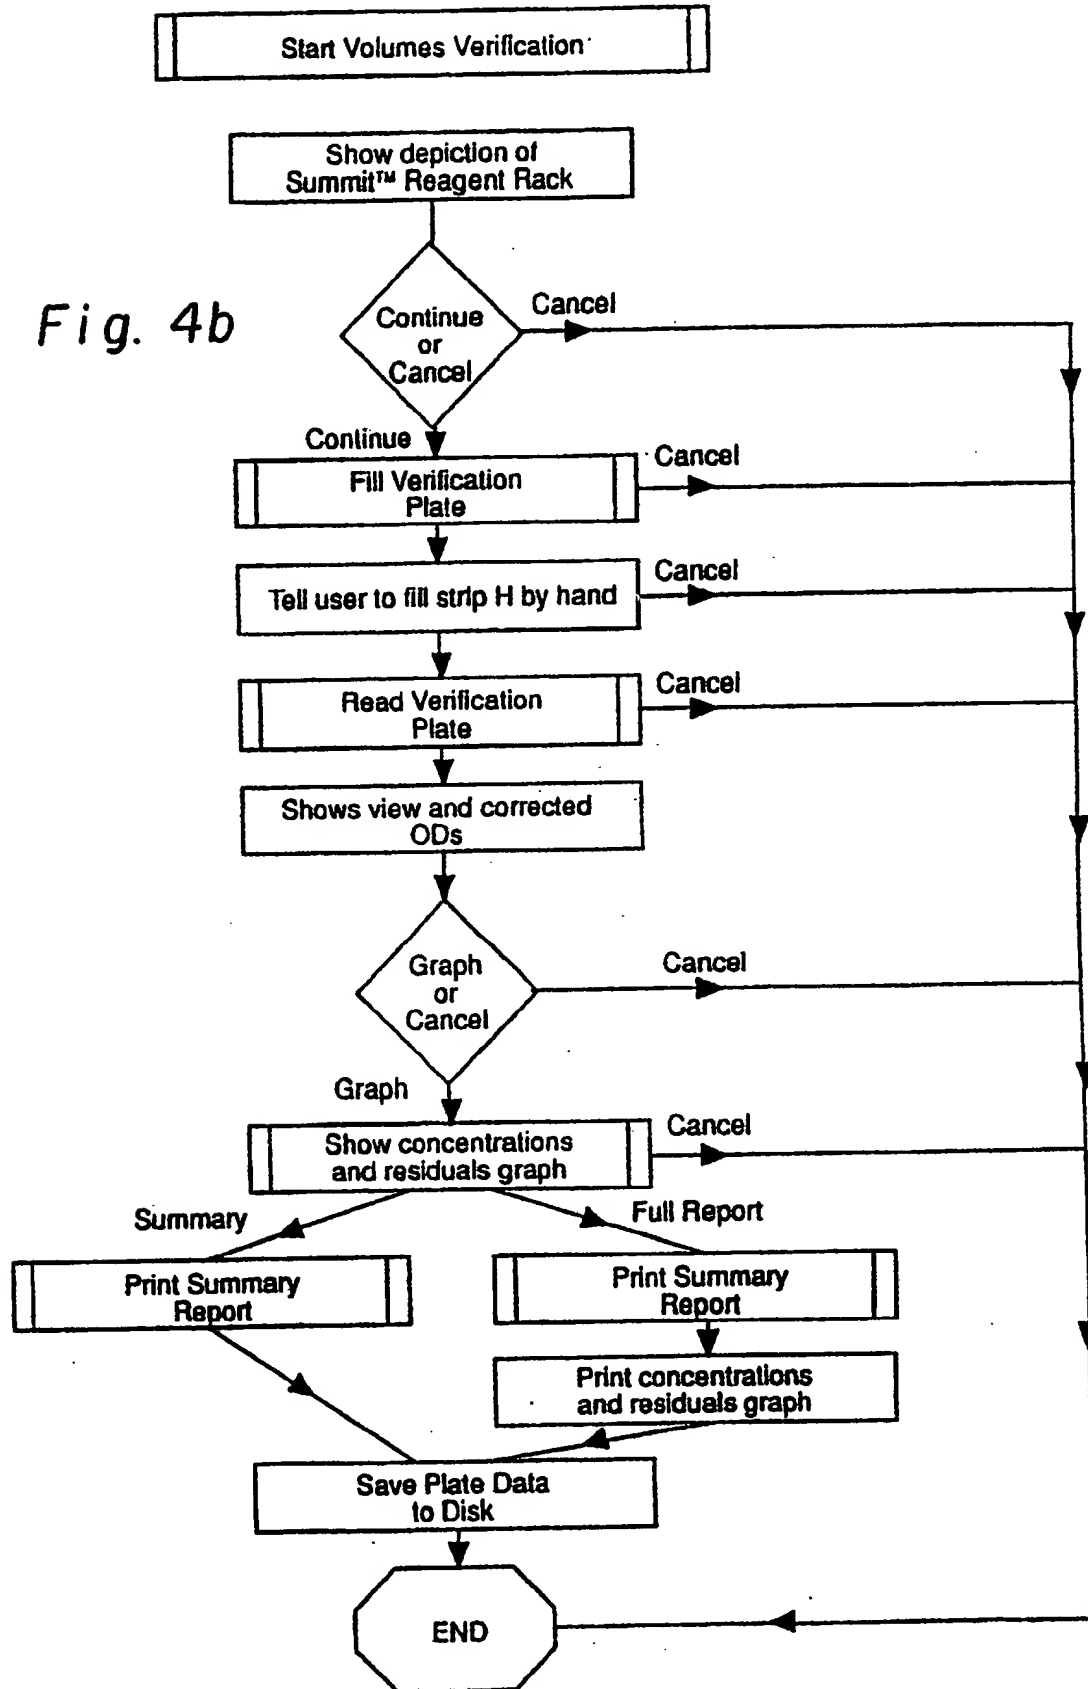 Start Volumes Verification
Show depiction of
Summit™ Reagent Rack
Fig. 4b
Cancel
Continue
or
Cancel
Continue
Cancel
Fill Verification
Plate
Cancel
Tell user to fill strip H by hand
Cancel
Read Verification
Plate
Shows view and corrected
ODs
Cancel
Graph
or
Cancel
Graph
Cancel
Show concentrations
and residuals graph
Summary
Full Report
Print Summary
Report
Print Summary
Report
Print concentrations
and residuals graph
Save Plate Data
to Disk
END